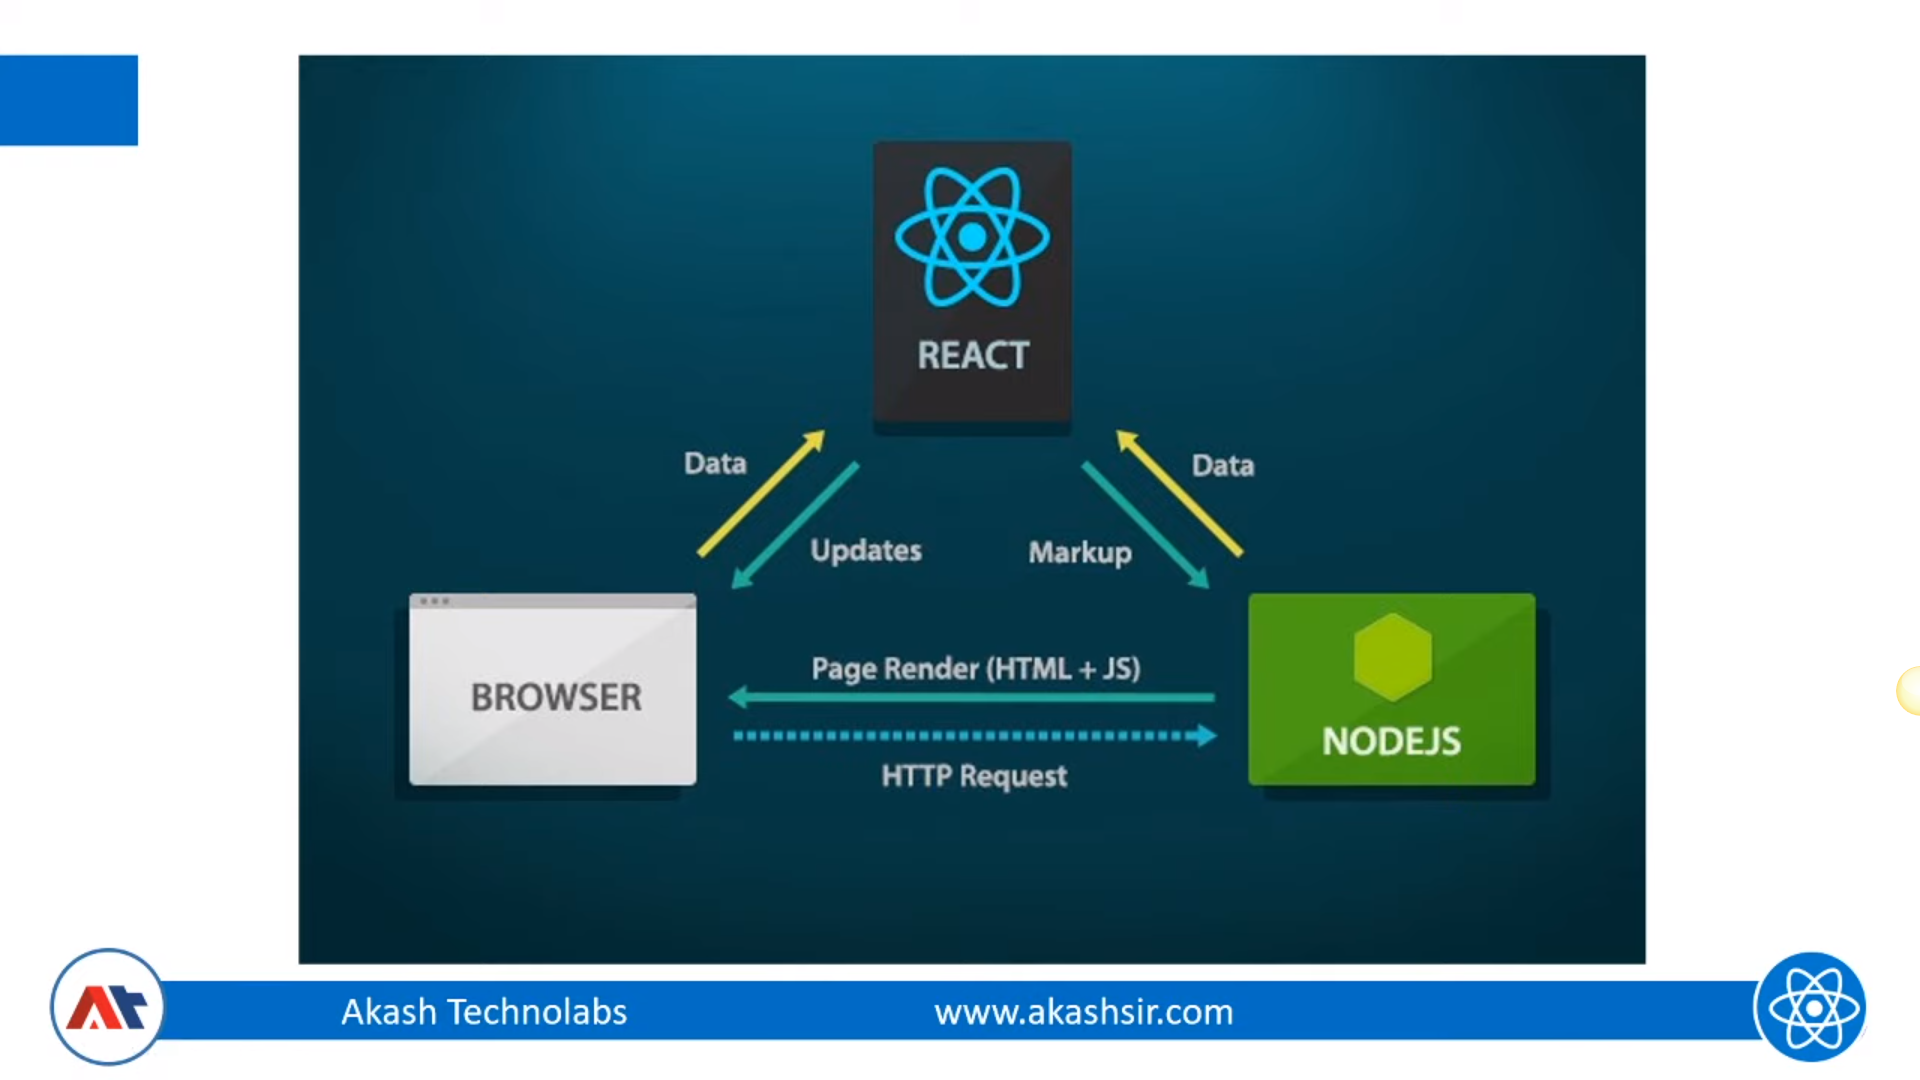 REACT
Data
Data
Updates
Markup
BROWSER
Page Render (HTML + JS)
HTTP Request
NODEJS
Akash Technolabs
www.akashsir.com